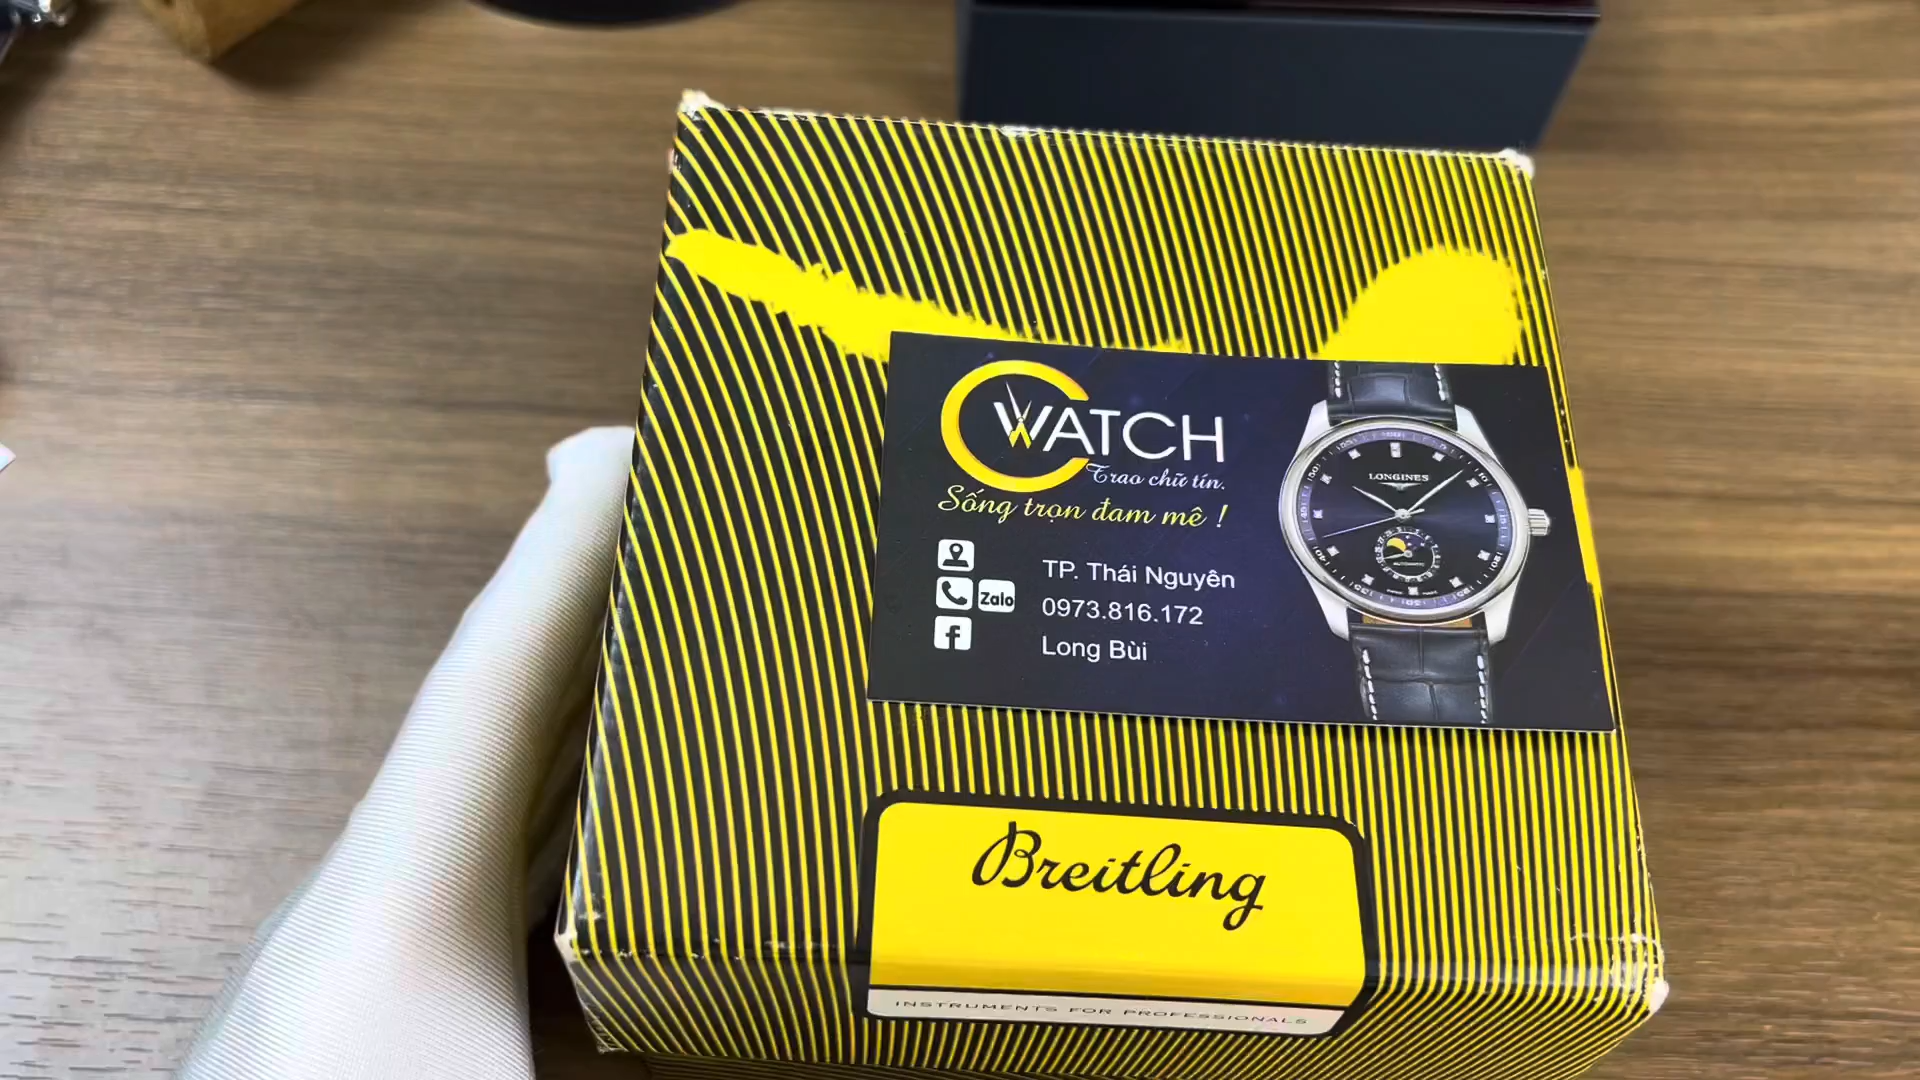 WATCH
Trao chữ tín.
Sống trọn đam mê !
TP. Thái Nguyên
Zalo
0973.816.172
Long Bùi
LONGINES
Breitling
INSTRUMENTS FOR PROFESSIONALS